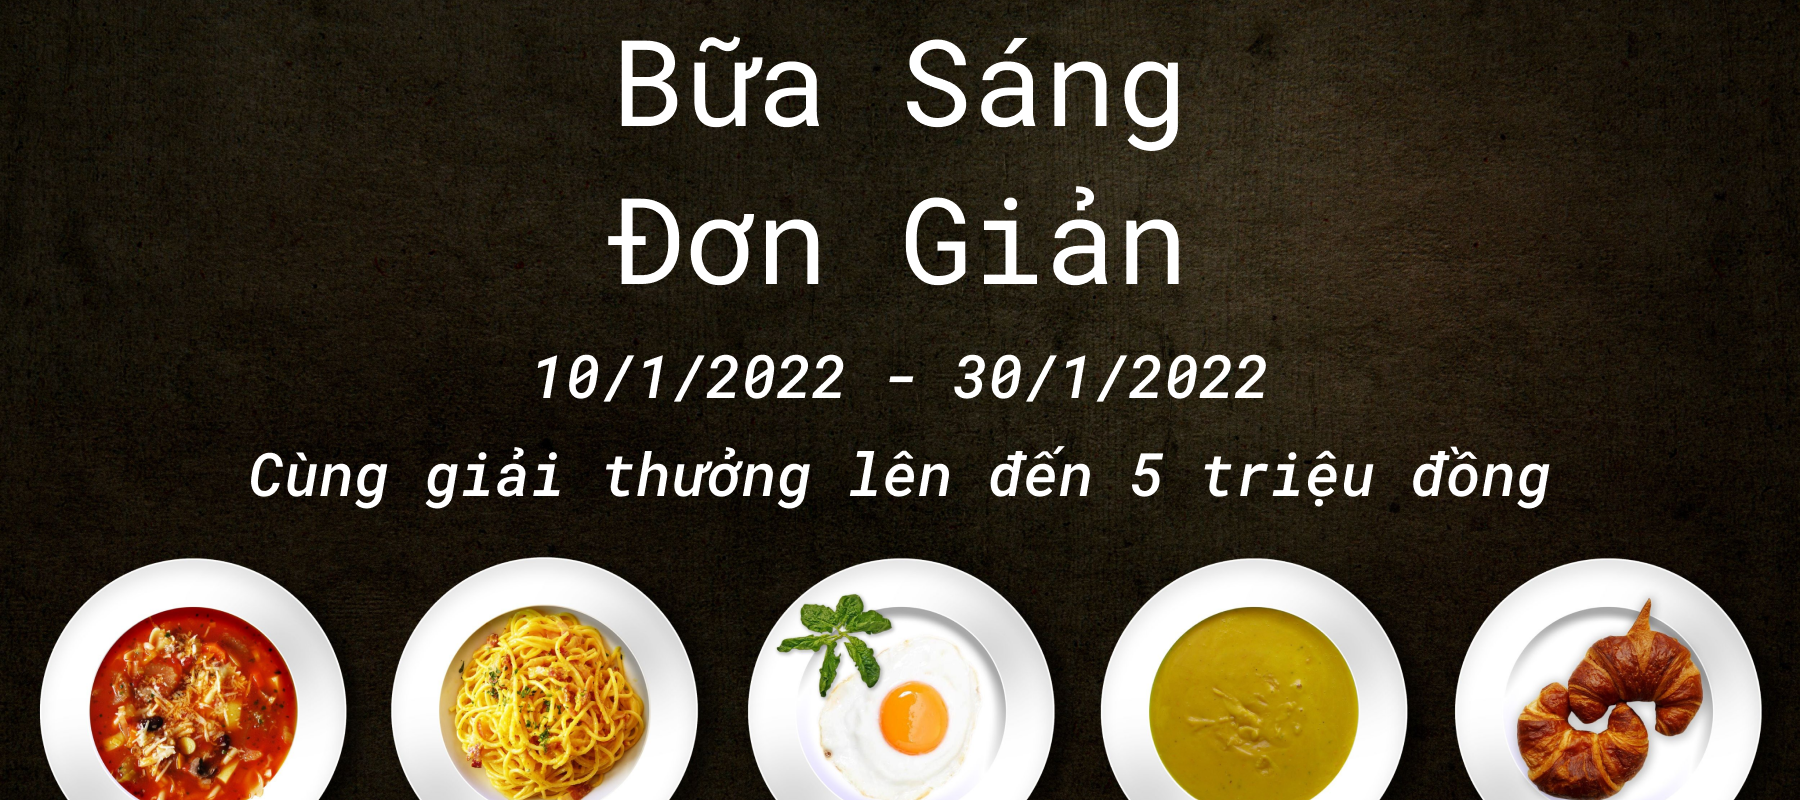 Bữa Sáng
Đơn Giản
10/1/2022 - 30/1/2022
Cùng giải thưởng lên đến 5 triệu đồng